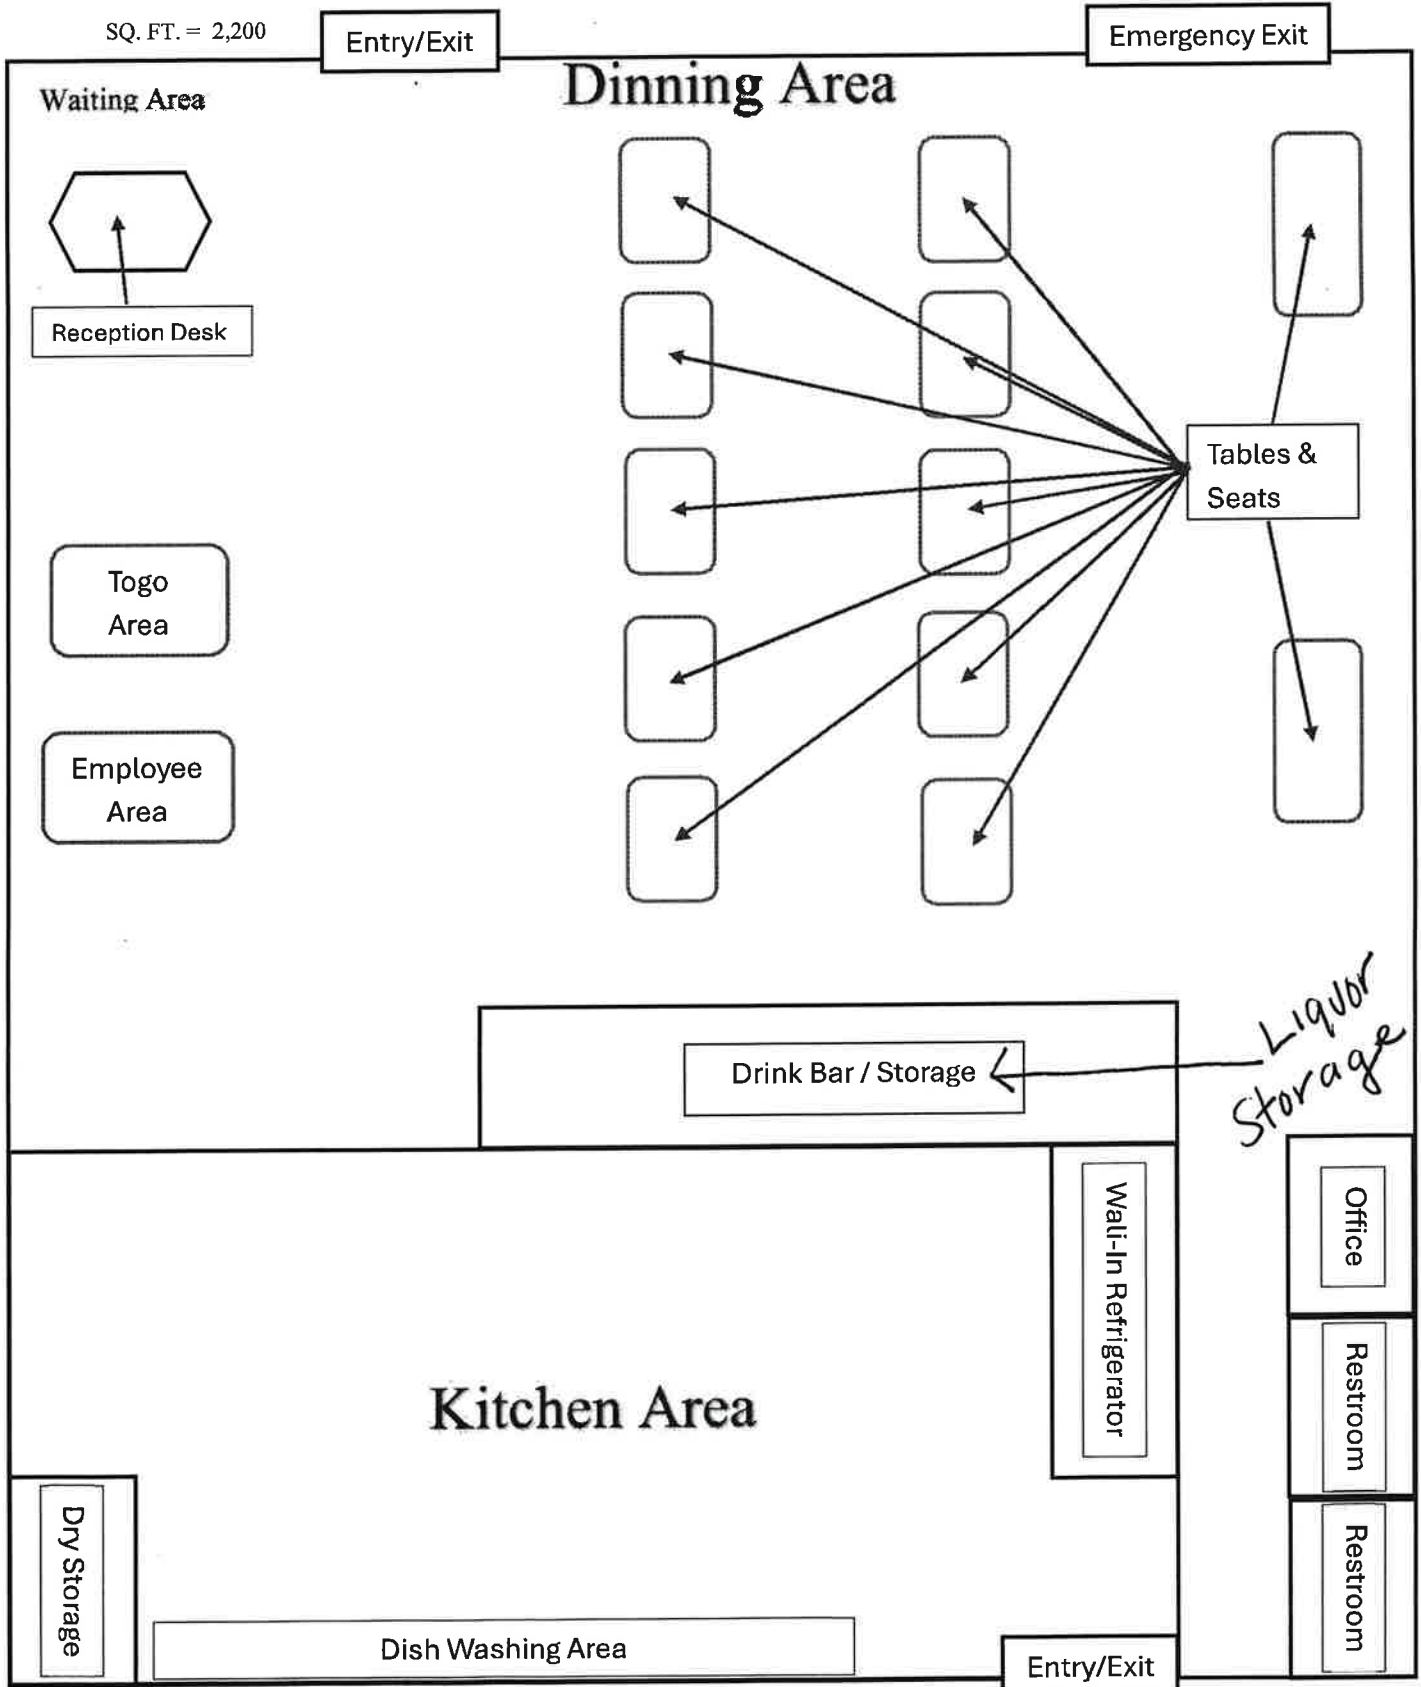 SQ. FT. = 2,200
Entry/Exit
Emergency Exit
Waiting Area
Dinning Area
Reception Desk
Tables &
Seats
Togo
Area
Employee
Area
Liquor
Storage
Drink Bar / Storage
Office
Wali-In Refrigerator
Restroom
Kitchen Area
Restroom
Dry Storage
Dish Washing Area
Entry/Exit